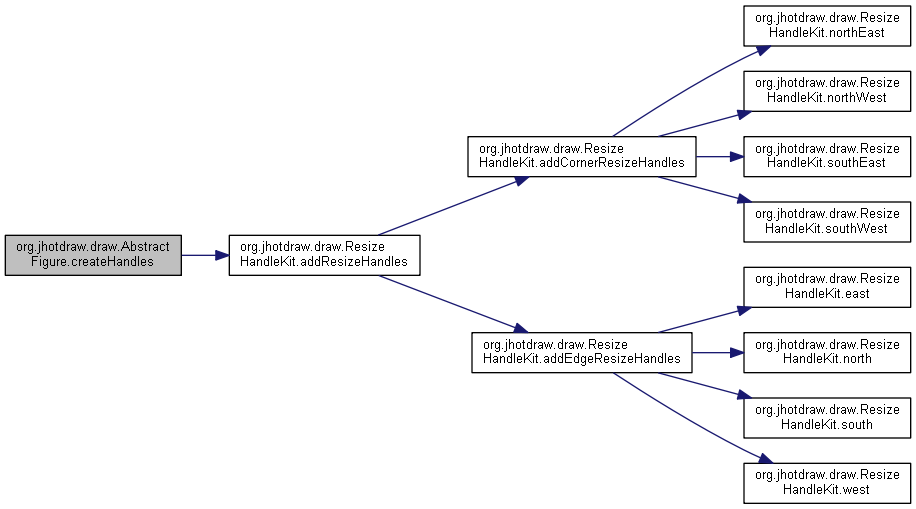 org.jhotdraw.draw.Abstract
Figure.createHandles
org.jhotdraw.draw.Resize
HandleKit.addResizeHandles
org.jhotdraw.draw.Resize
HandleKit.addCornerResizeHandles
org.jhotdraw.draw.Resize
HandleKit.northEast
org.jhotdraw.draw.Resize
HandleKit.northWest
org.jhotdraw.draw.Resize
HandleKit.southEast
org.jhotdraw.draw.Resize
HandleKit.southWest
org.jhotdraw.draw.Resize
HandleKit.addEdgeResizeHandles
org.jhotdraw.draw.Resize
HandleKit.east
org.jhotdraw.draw.Resize
HandleKit.north
org.jhotdraw.draw.Resize
HandleKit.south
org.jhotdraw.draw.Resize
HandleKit.west